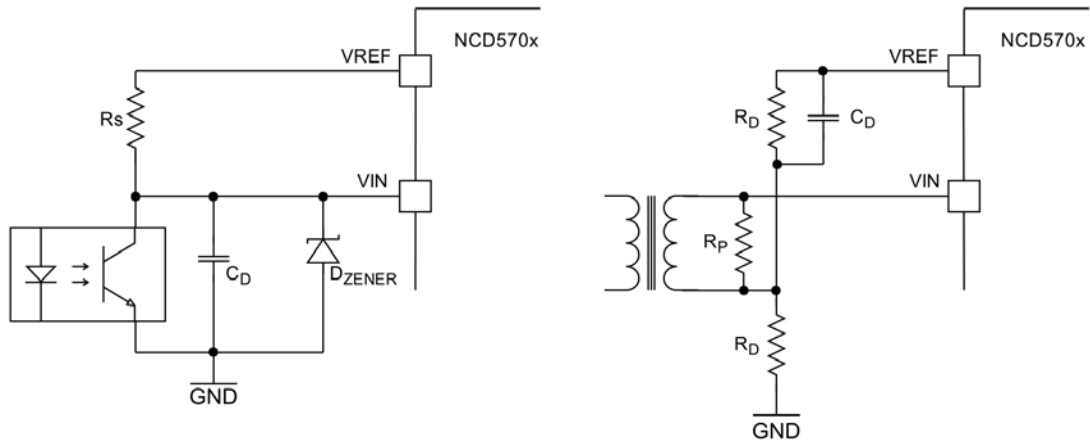 NCD570x
VREF
Rs
VIN
CD
DZENER
GND
NCD570x
VREF
RD
CD
VIN
RP
RD
GND